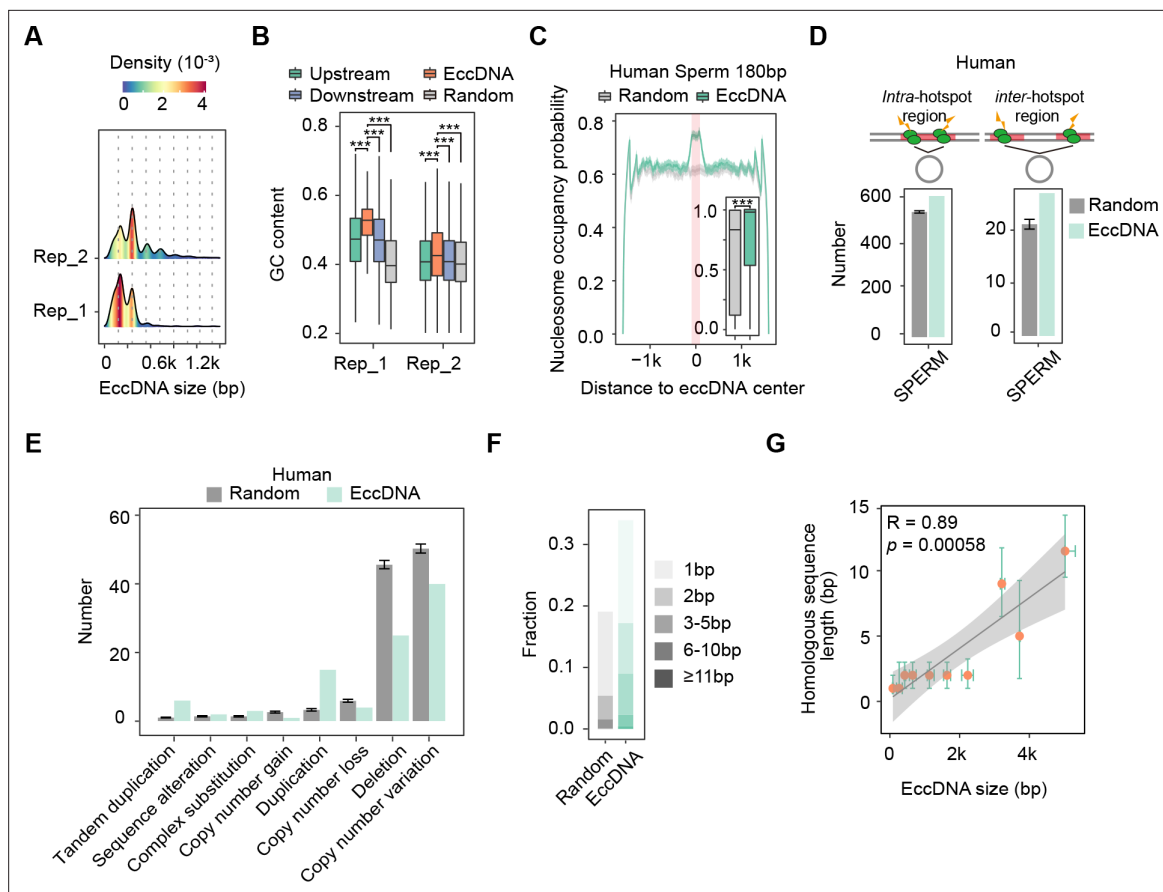 A
Density (10⁻³)
0 2 4
Rep_2
Rep_1
0 0.6k 1.2k
EccDNA size (bp)
B
Upstream EccDNA
Downstream Random
GC content
0.8
0.6
0.4
0.2
*** *** ***
*** *** ***
Rep_1 Rep_2
C
Human Sperm 180bp
Random EccDNA
Nucleosome occupancy probability
0.8
0.6
0.4
0.2
0.0
***
1.0
0.5
0.0
−1k 0 1k
Distance to eccDNA center
D
Human
Intra-hotspot
region
inter-hotspot
region
Number
600
400
200
0
SPERM
20
10
0
SPERM
Random
EccDNA
E
Human
Random EccDNA
Number
60
40
20
0
Tandem duplication
Sequence alteration
Complex substitution
Copy number gain
Duplication
Copy number loss
Deletion
Copy number variation
F
Fraction
0.3
0.2
0.1
0.0
Random
EccDNA
1bp
2bp
3-5bp
6-10bp
≥11bp
G
R = 0.89
p = 0.00058
Homologous sequence
length (bp)
15
10
5
0
0 2k 4k
EccDNA size (bp)